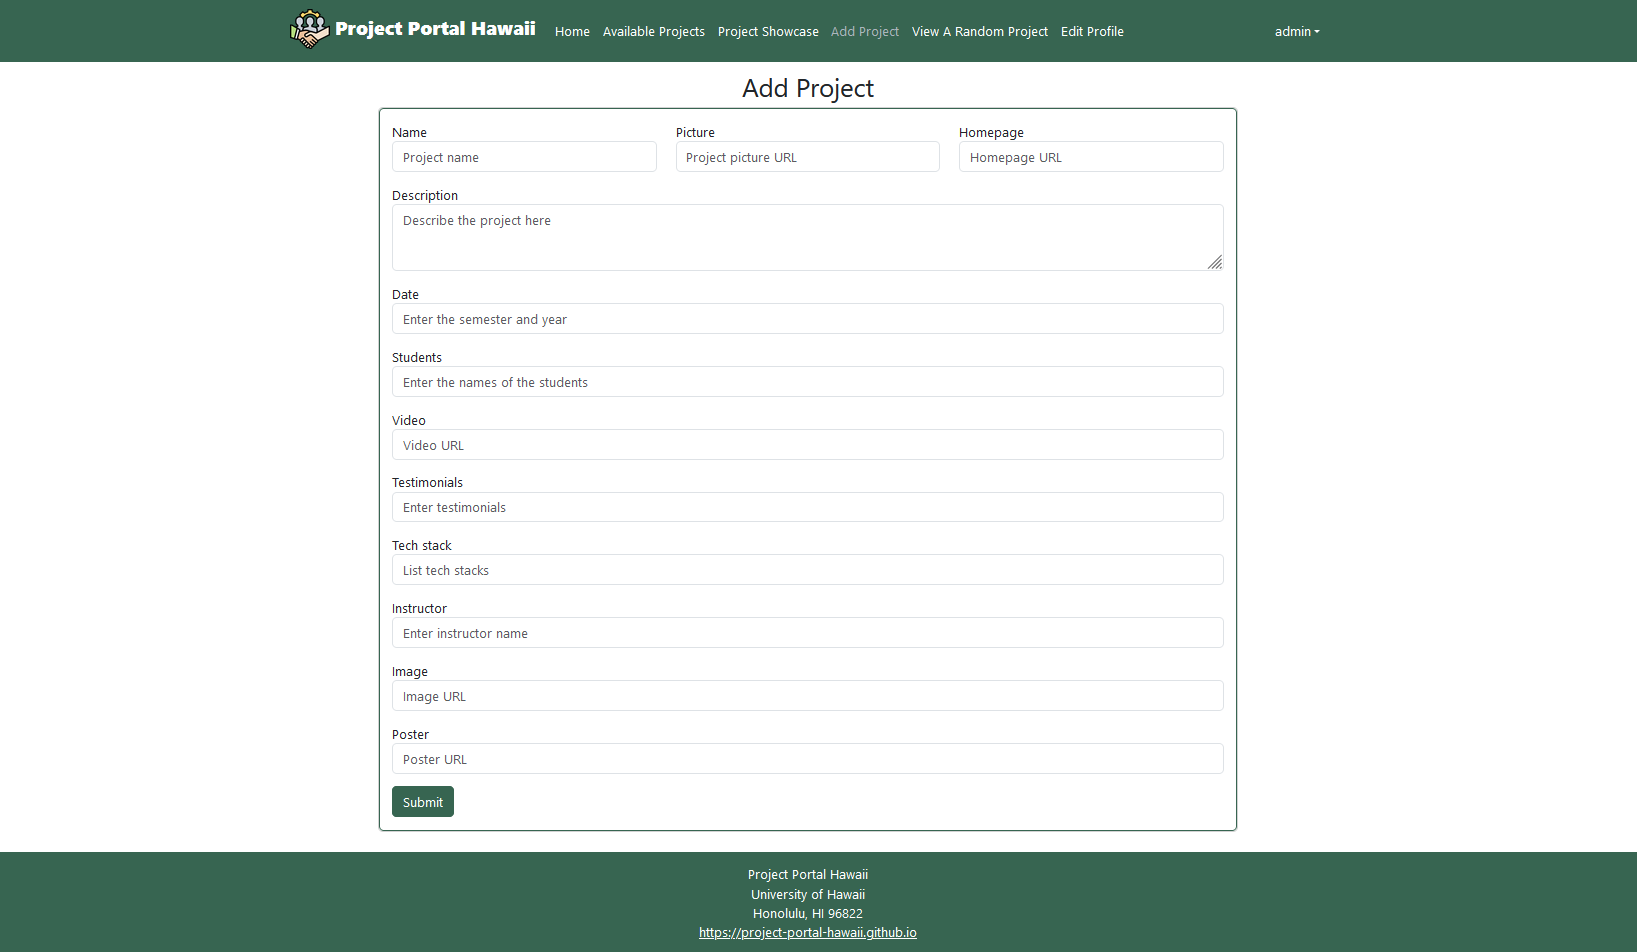 Project Portal Hawaii Home Available Projects Project Showcase Add Project View A Random Project Edit Profile admin
Add Project
Name Picture Homepage
Project name Project picture URL Homepage URL
Description
Describe the project here
Date
Enter the semester and year
Students
Enter the names of the students
Video
Video URL
Testimonials
Enter testimonials
Tech stack
List tech stacks
Instructor
Enter instructor name
Image
Image URL
Poster
Poster URL
Submit
Project Portal Hawaii
University of Hawaii
Honolulu, HI 96822
https://project-portal-hawaii.github.io